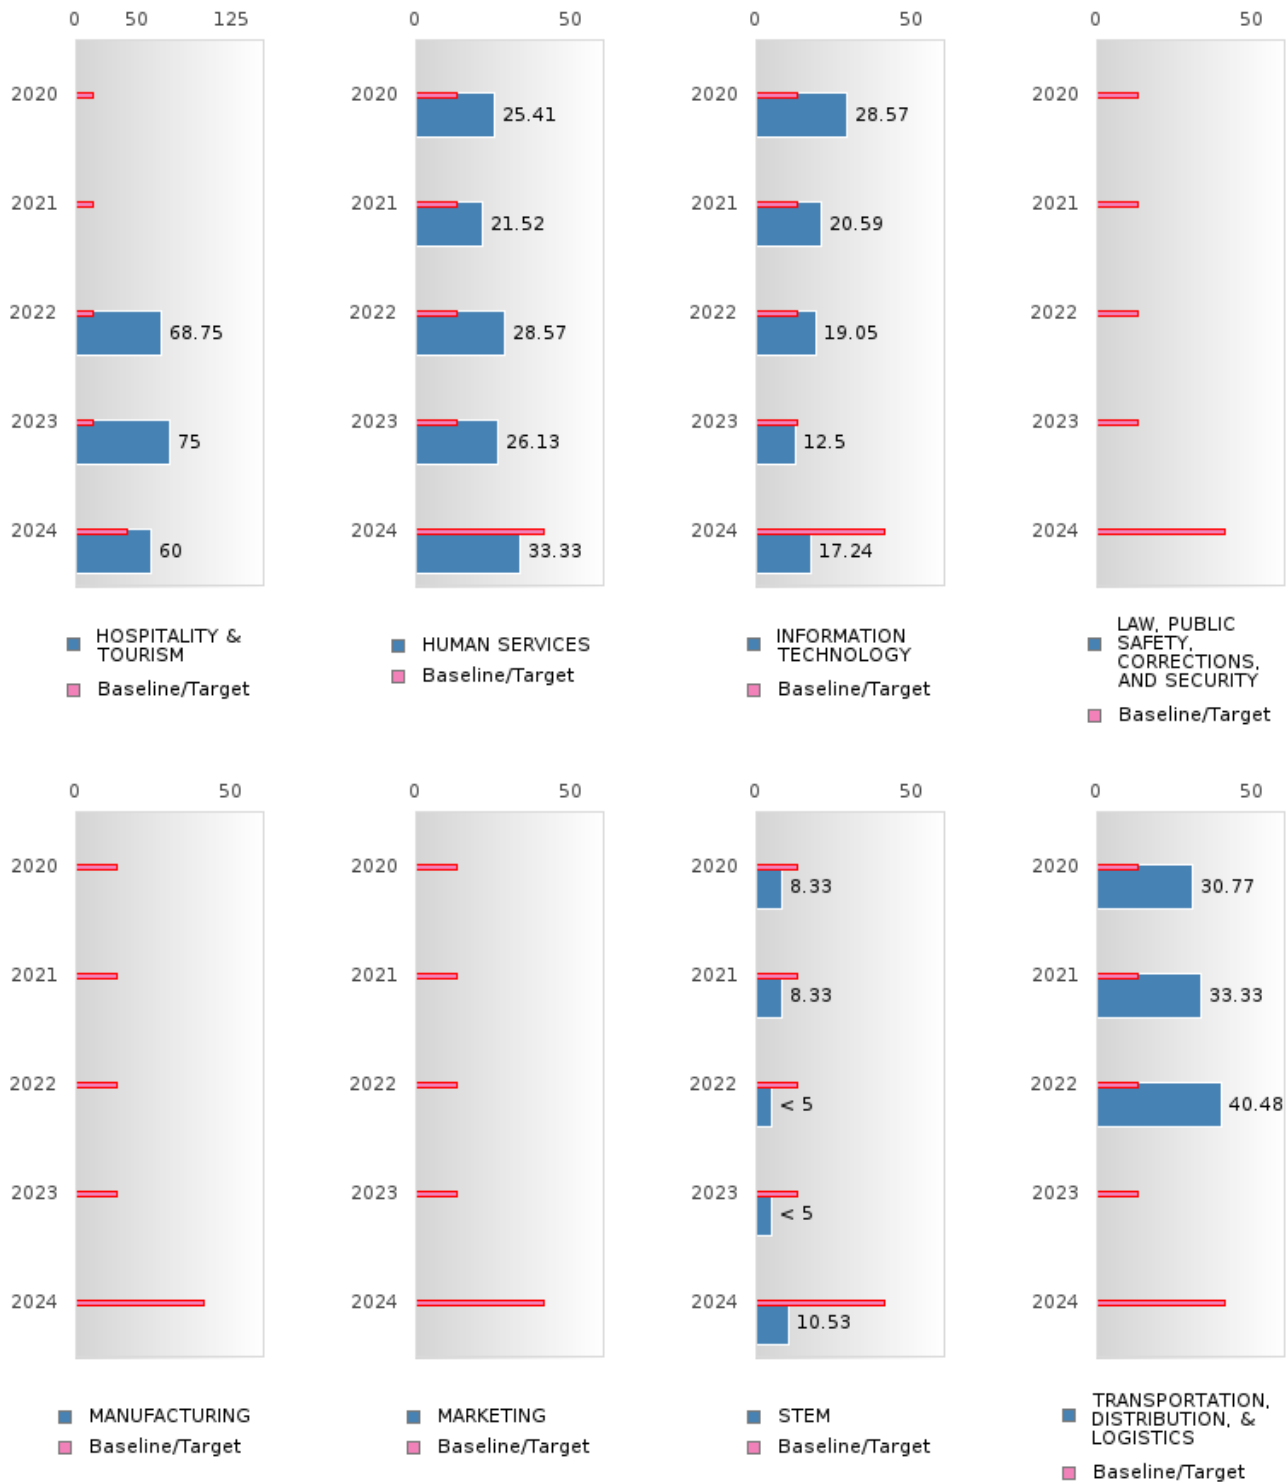 0 50 125
2020
2021
2022 68.75
2023 75
2024 60
HOSPITALITY &
TOURISM
Baseline/Target
0 50
2020 25.41
2021 21.52
2022 28.57
2023 26.13
2024 33.33
HUMAN SERVICES
Baseline/Target
0 50
2020 28.57
2021 20.59
2022 19.05
2023 12.5
2024 17.24
INFORMATION
TECHNOLOGY
Baseline/Target
0 50
2020
2021
2022
2023
2024
LAW, PUBLIC
SAFETY,
CORRECTIONS,
AND SECURITY
Baseline/Target
0 50
2020
2021
2022
2023
2024
MANUFACTURING
Baseline/Target
0 50
2020
2021
2022
2023
2024
MARKETING
Baseline/Target
0 50
2020 8.33
2021 8.33
2022 < 5
2023 < 5
2024 10.53
STEM
Baseline/Target
0 50
2020 30.77
2021 33.33
2022 40.48
2023
2024
TRANSPORTATION,
DISTRIBUTION, &
LOGISTICS
Baseline/Target